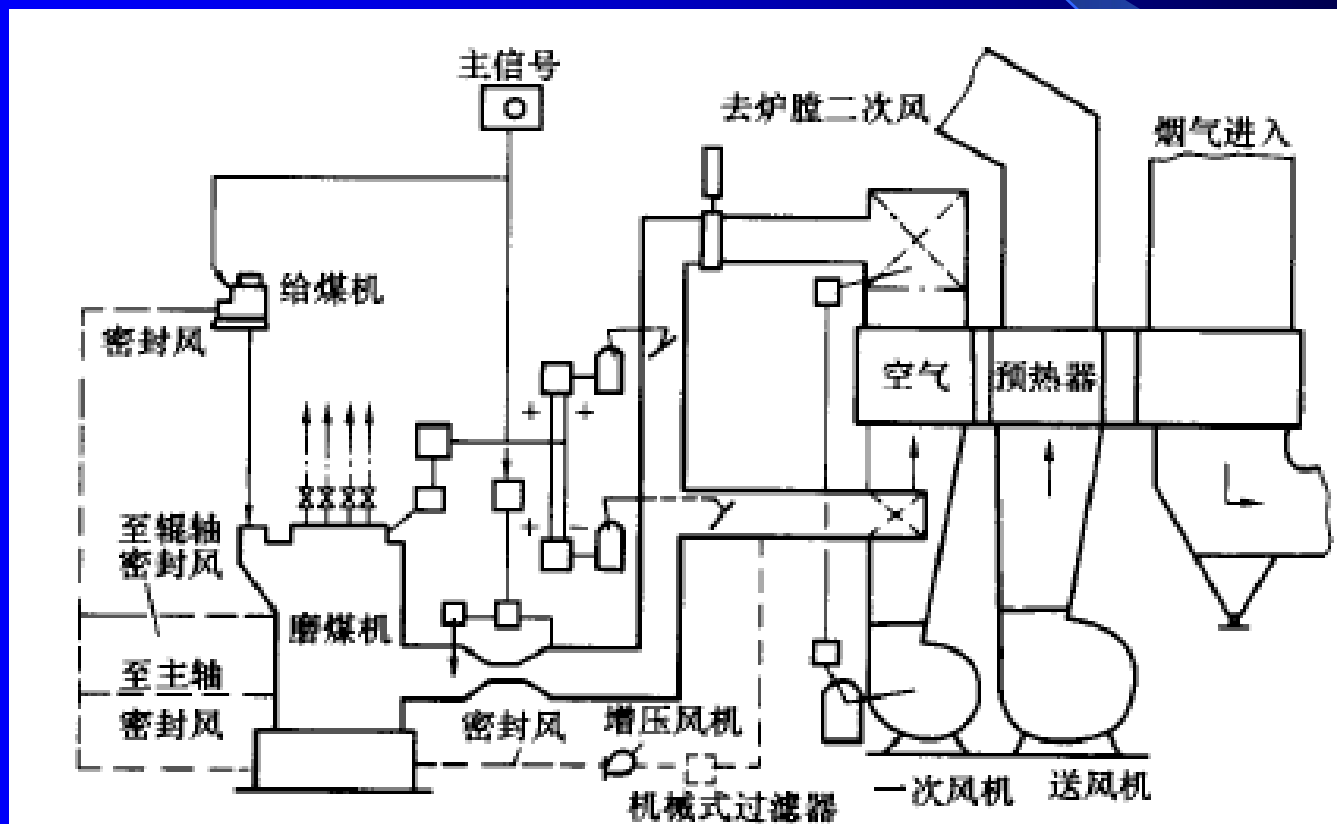 主信号
去炉膛二次风
烟气进入
给煤机
密封风
空气
预热器
至辊轴
密封风
磨煤机
至主轴
密封风
密封风
增压风机
机械式过滤器
一次风机
送风机